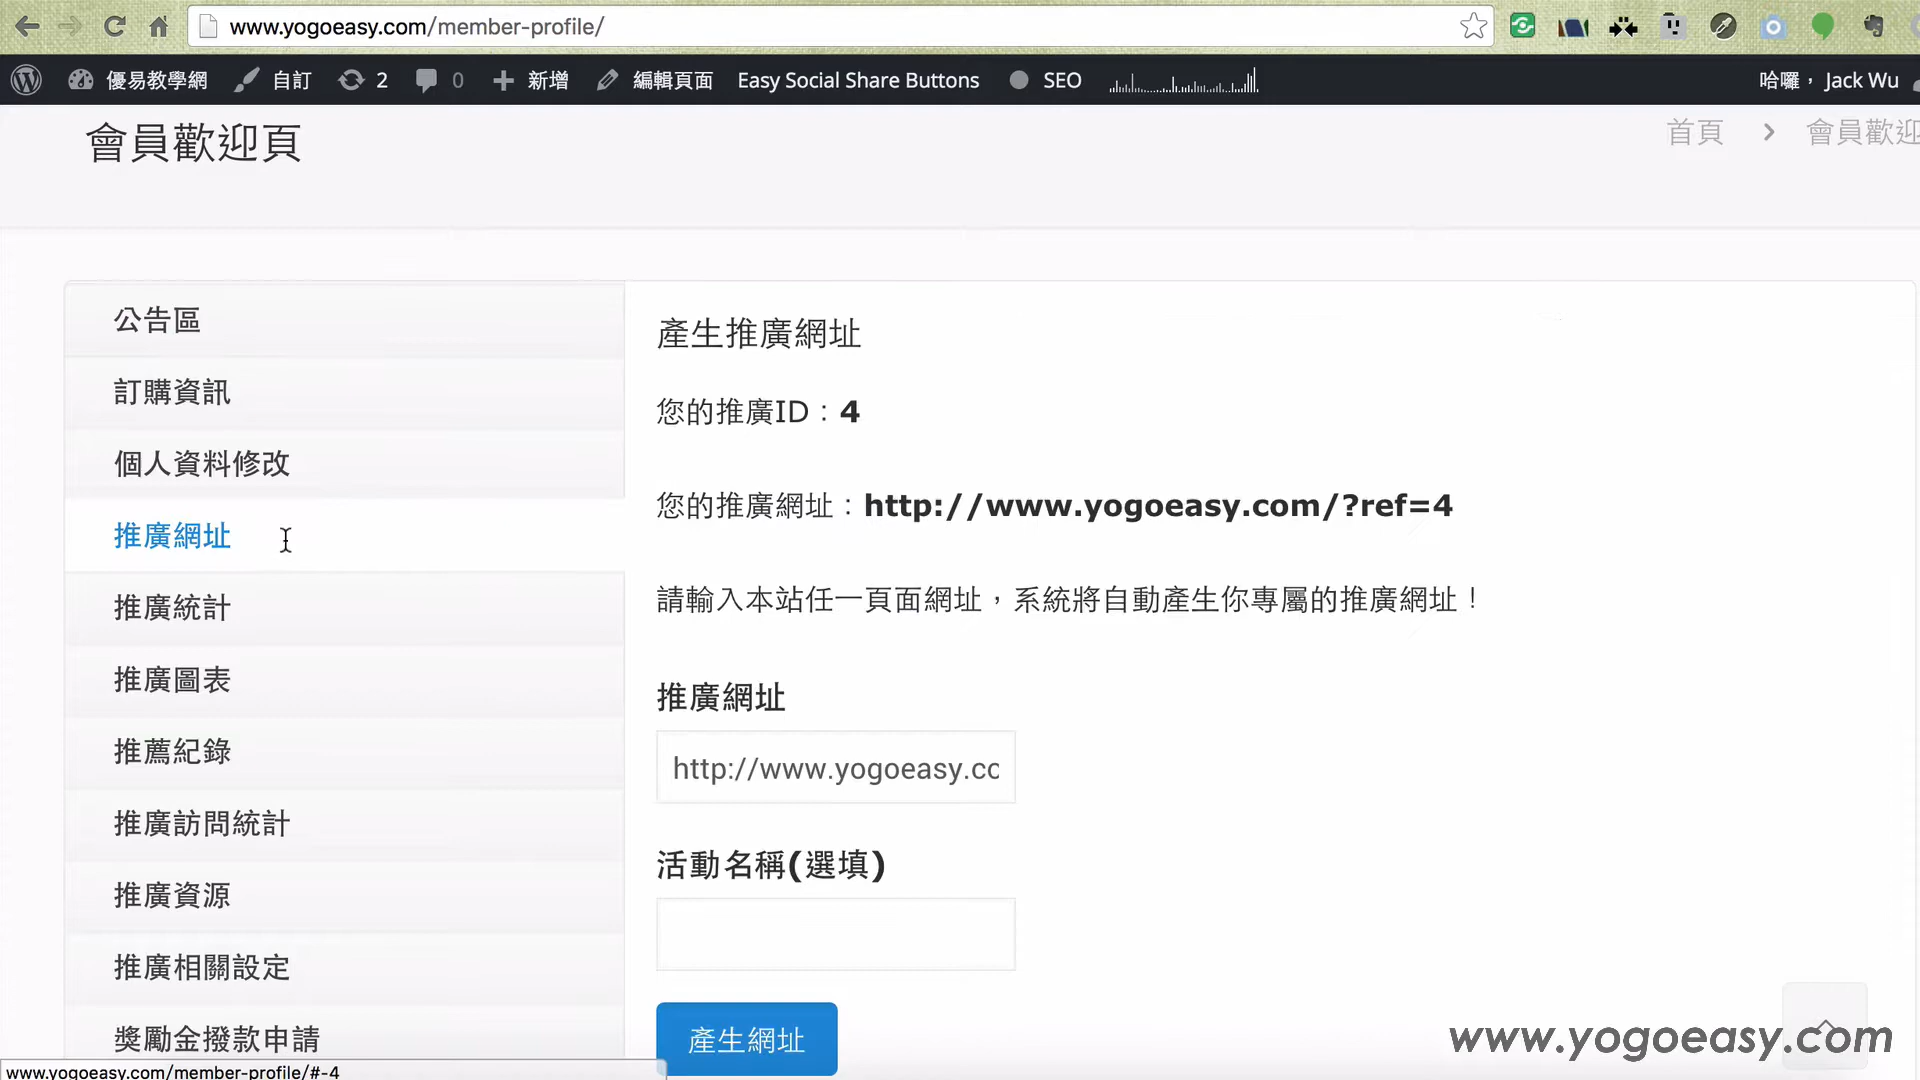 www.yogoeasy.com/member-profile/
優易教學網 自訂 2 0 新增 編輯頁面 Easy Social Share Buttons SEO 哈囉，Jack Wu
會員歡迎頁
首頁 > 會員歡迎
公告區
訂購資訊
個人資料修改
推廣網址
推廣統計
推廣圖表
推薦紀錄
推廣訪問統計
推廣資源
推廣相關設定
獎勵金撥款申請
產生推廣網址
您的推廣ID：4
您的推廣網址：http://www.yogoeasy.com/?ref=4
請輸入本站任一頁面網址，系統將自動產生你專屬的推廣網址！
推廣網址
http://www.yogoeasy.cc
活動名稱(選填)
產生網址
www.yogoeasy.com
www.yogoeasy.com/member-profile/#-4